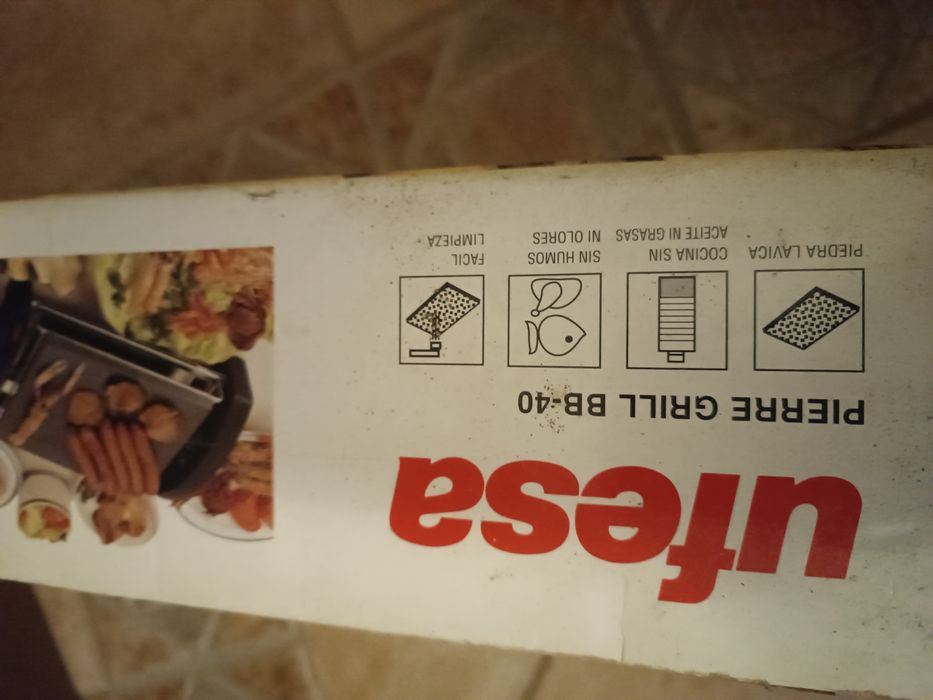 ufesa
PIERRE GRILL BB-40
PIEDRA LAVICA
COCINA SIN
ACEITE NI GRASAS
SIN HUMOS
NI OLORES
FACIL
LIMPIEZA